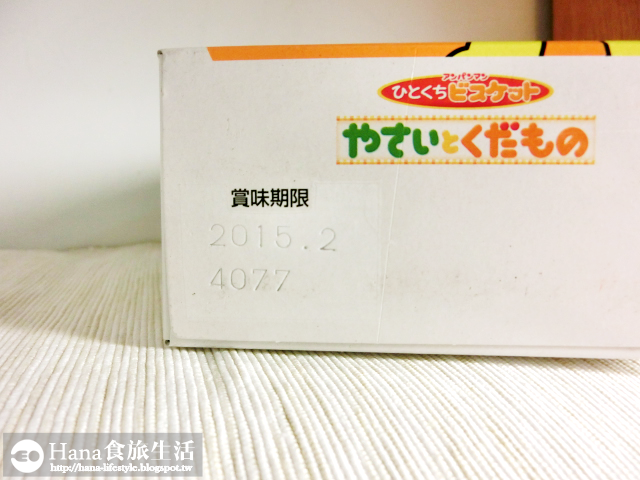 アンパンマン
ひとくちビスケット
やさいとくだもの
賞味期限
2015.2
4077
Hana食旅生活
http://hana-lifestyle.blogspot.tw